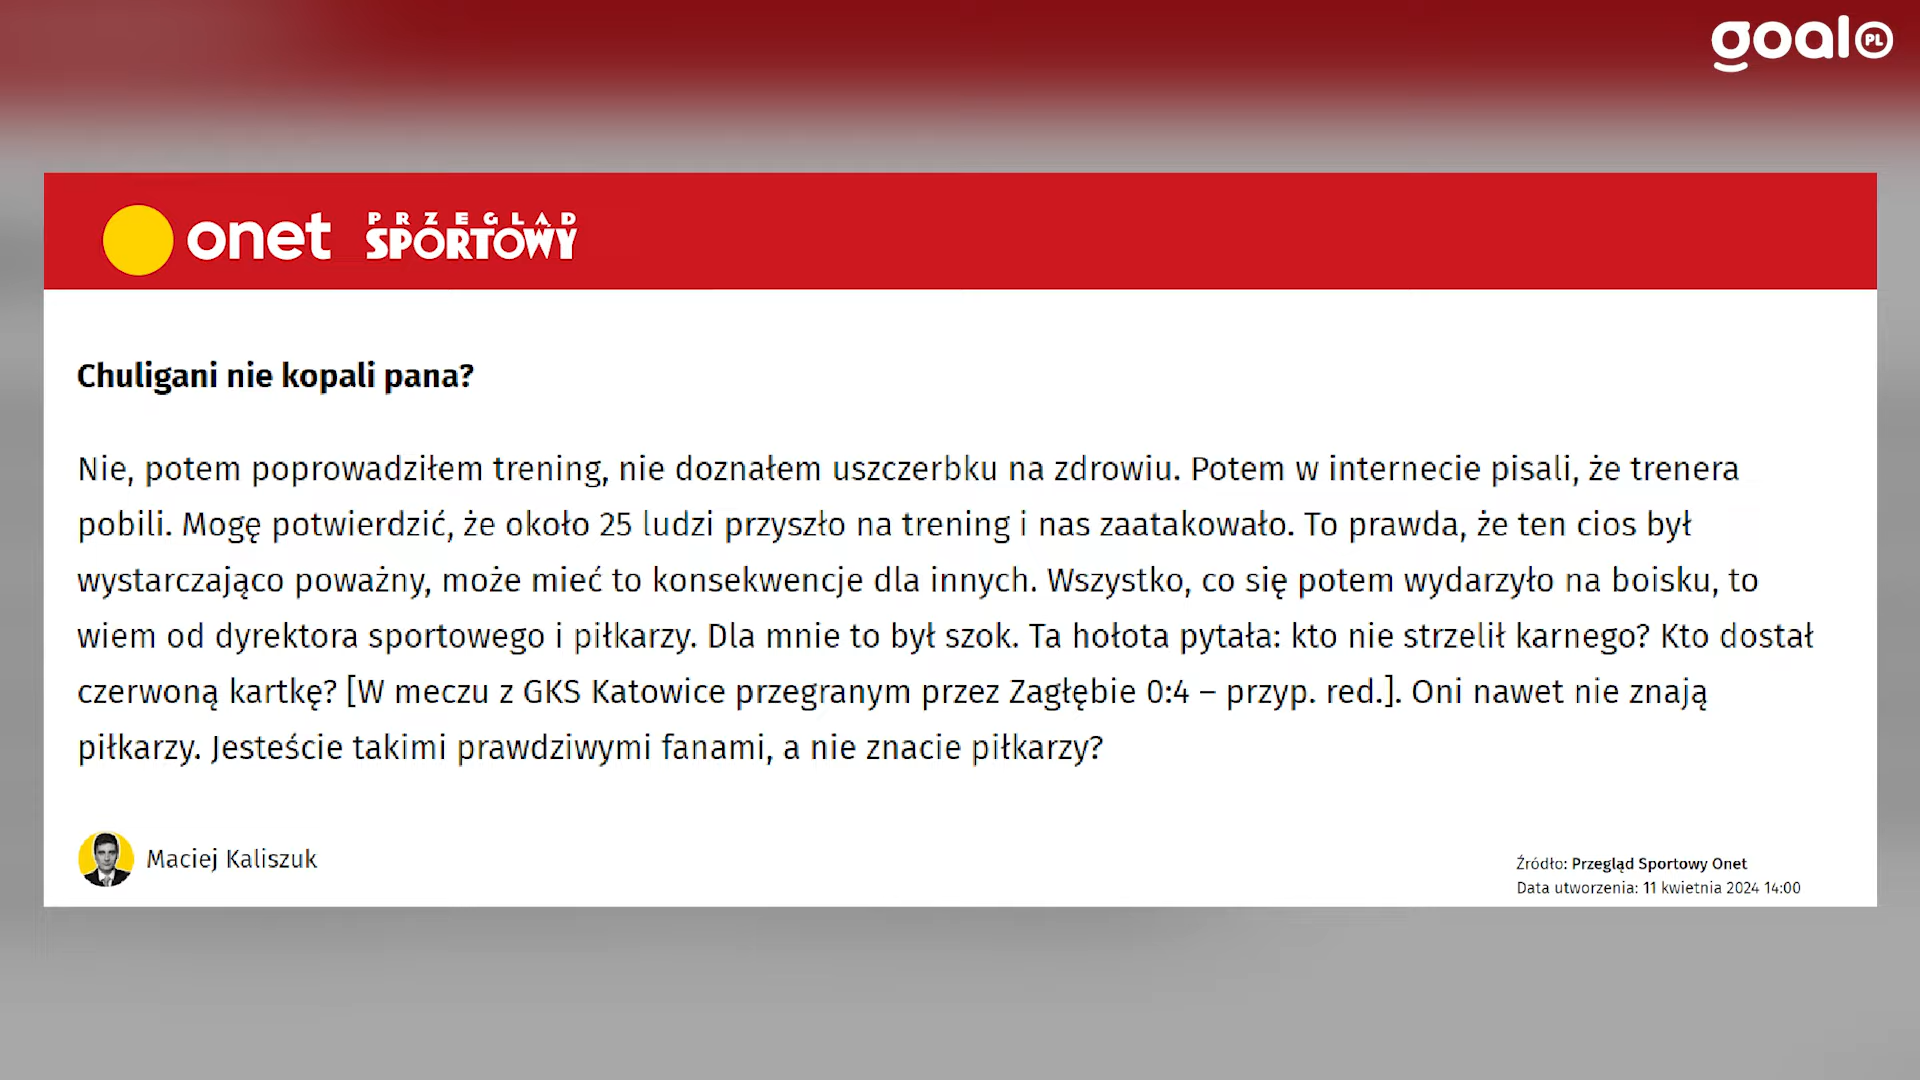 goal PL
onet PRZEGLĄD SPORTOWY
Chuligani nie kopali pana?
Nie, potem poprowadziłem trening, nie doznałem uszczerbku na zdrowiu. Potem w internecie pisali, że trenera
pobili. Mogę potwierdzić, że około 25 ludzi przyszło na trening i nas zaatakowało. To prawda, że ten cios był
wystarczająco poważny, może mieć to konsekwencje dla innych. Wszystko, co się potem wydarzyło na boisku, to
wiem od dyrektora sportowego i piłkarzy. Dla mnie to był szok. Ta hołota pytała: kto nie strzelił karnego? Kto dostał
czerwoną kartkę? [W meczu z GKS Katowice przegranym przez Zagłębie 0:4 – przyp. red.]. Oni nawet nie znają
piłkarzy. Jesteście takimi prawdziwymi fanami, a nie znacie piłkarzy?
Maciej Kaliszuk
Źródło: Przegląd Sportowy Onet
Data utworzenia: 11 kwietnia 2024 14:00